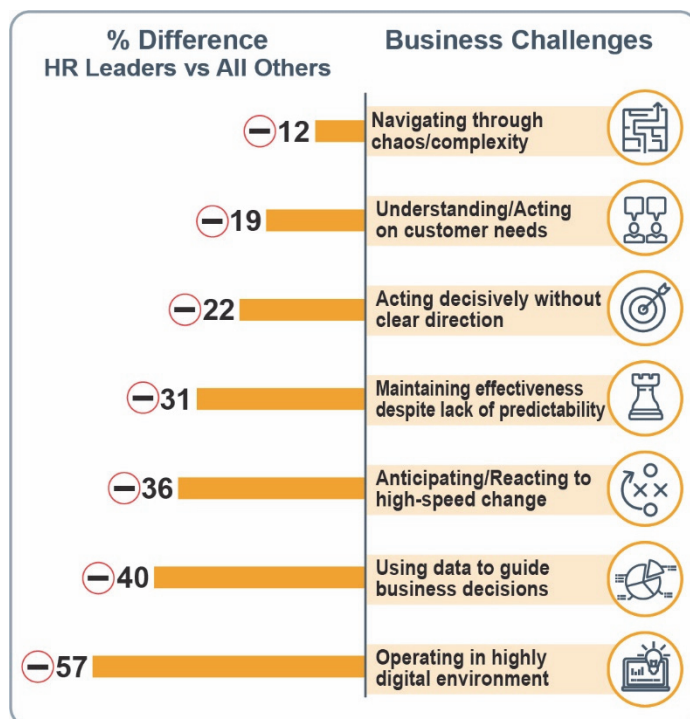 % Difference
HR Leaders vs All Others
Business Challenges
−12
Navigating through
chaos/complexity
−19
Understanding/Acting
on customer needs
−22
Acting decisively without
clear direction
−31
Maintaining effectiveness
despite lack of predictability
−36
Anticipating/Reacting to
high-speed change
−40
Using data to guide
business decisions
−57
Operating in highly
digital environment